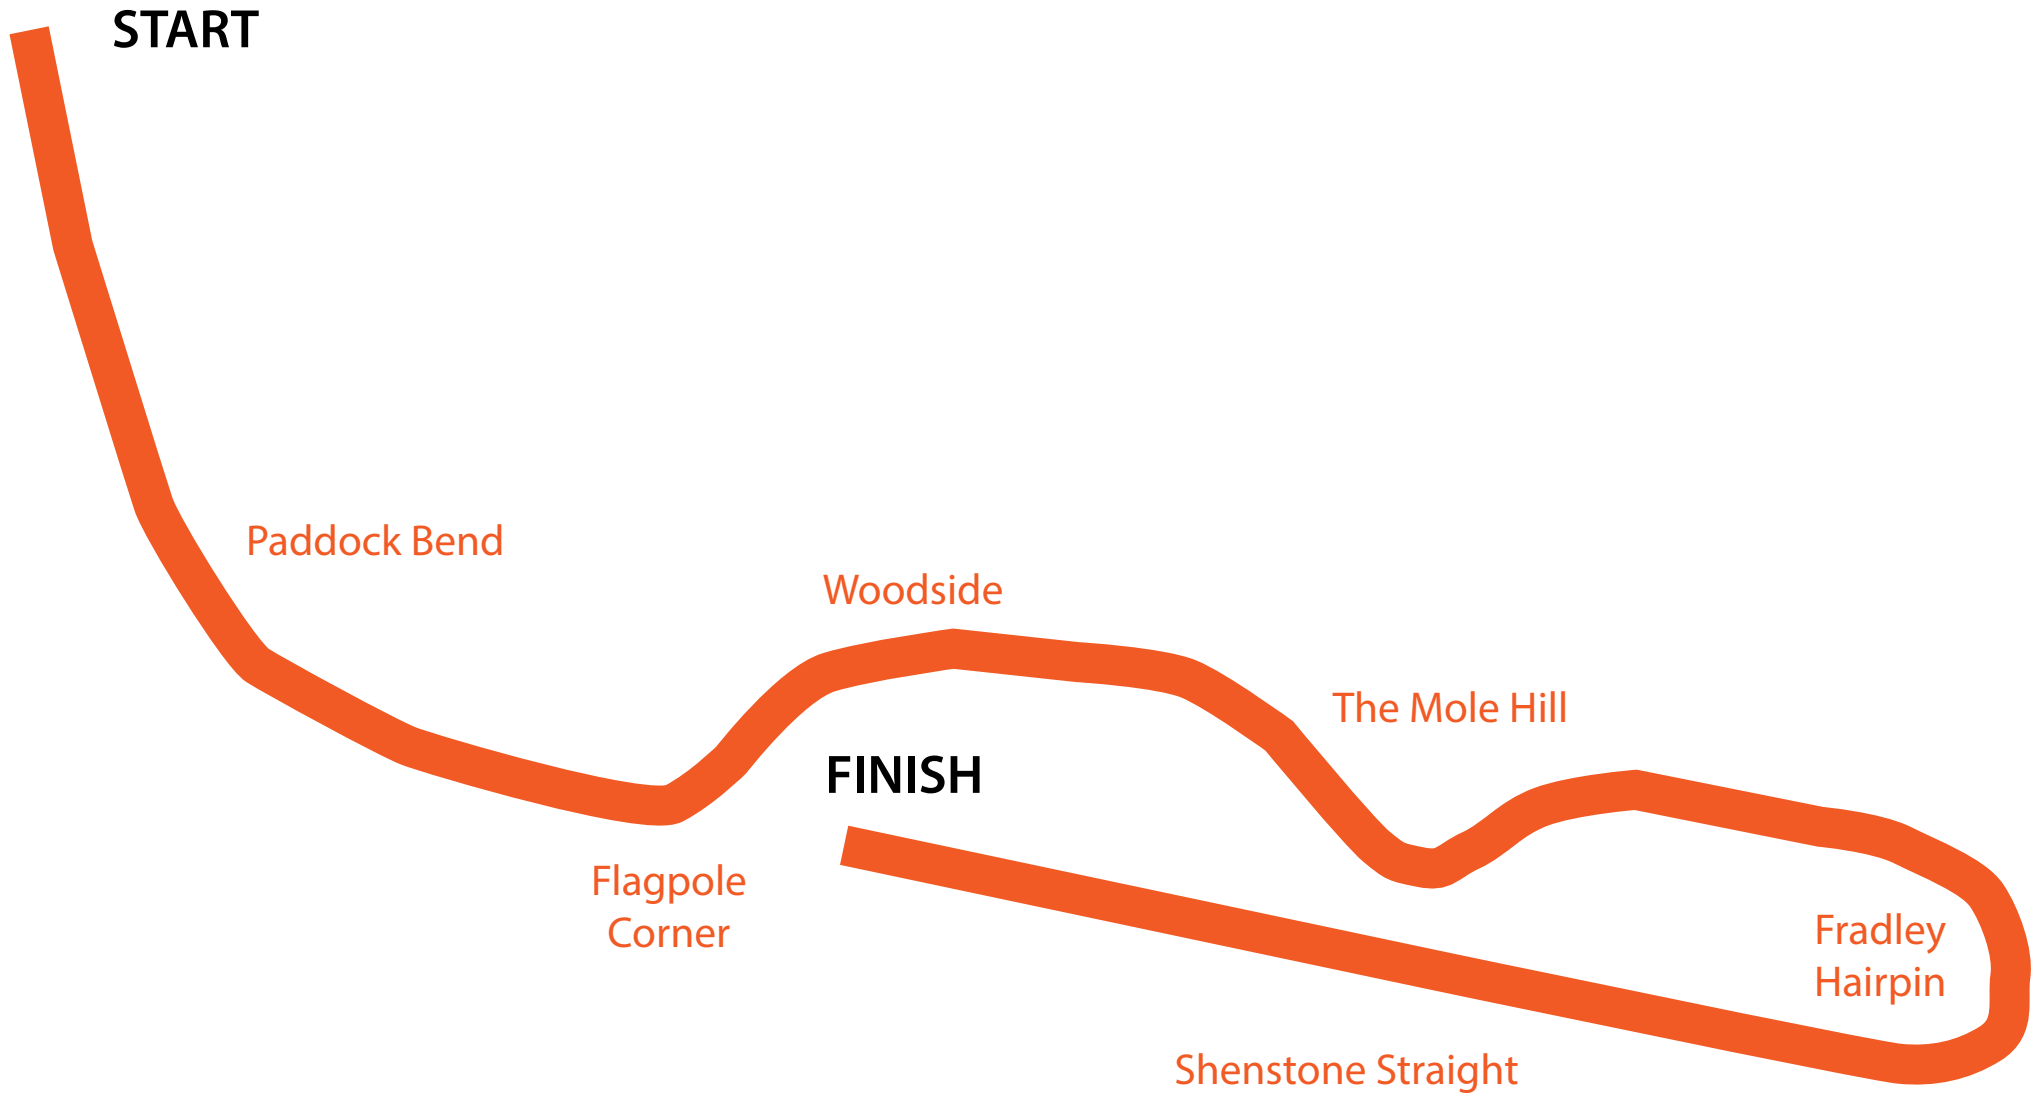 START
Paddock Bend
Woodside
The Mole Hill
FINISH
Flagpole
Corner
Fradley
Hairpin
Shenstone Straight